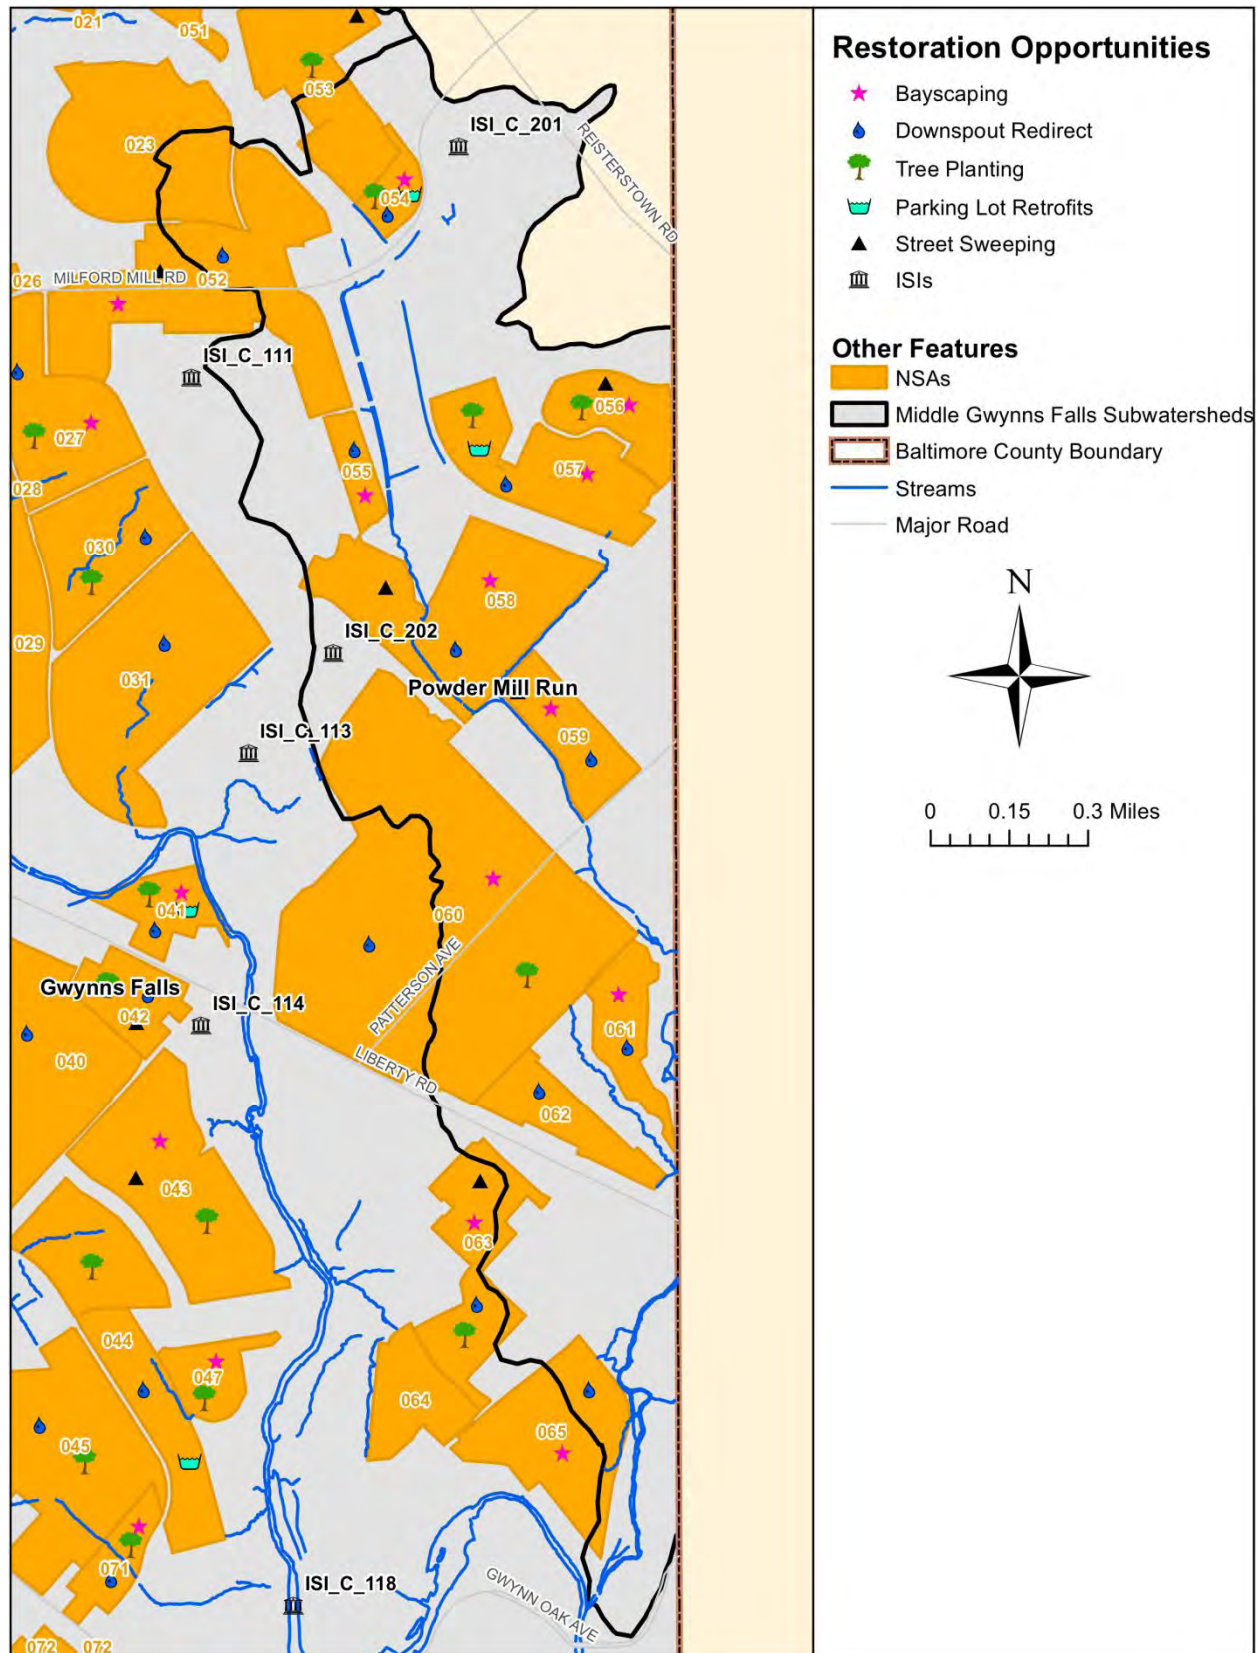 021
051
053
023
ISI_C_201
REISTERSTOWN RD
054
026
MILFORD MILL RD
052
ISI_C_111
056
027
055
057
028
030
058
029
ISI_C_202
031
Powder Mill Run
ISI_C_113
059
041
060
PATTERSON AVE
Gwynns Falls
042
ISI_C_114
061
040
LIBERTY RD
062
043
063
044
047
064
045
065
071
ISI_C_118
GWYNN OAK AVE
072
072
Restoration Opportunities
Bayscaping
Downspout Redirect
Tree Planting
Parking Lot Retrofits
Street Sweeping
ISIs
Other Features
NSAs
Middle Gwynns Falls Subwatersheds
Baltimore County Boundary
Streams
Major Road
N
0 0.15 0.3 Miles